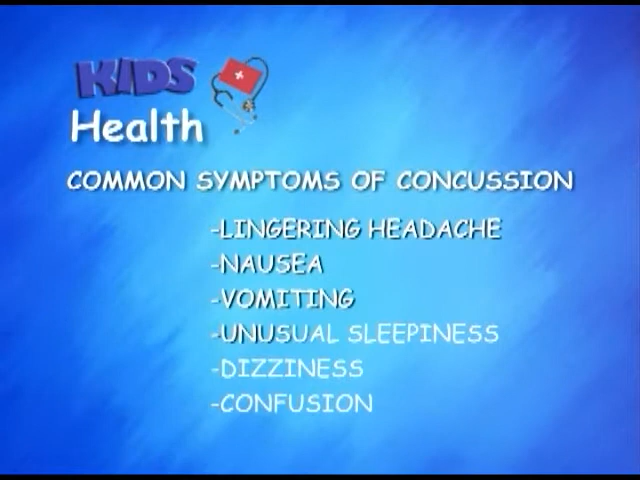 KIDS
Health
COMMON SYMPTOMS OF CONCUSSION
-LINGERING HEADACHE
-NAUSEA
-VOMITING
-UNUSUAL SLEEPINESS
-DIZZINESS
-CONFUSION